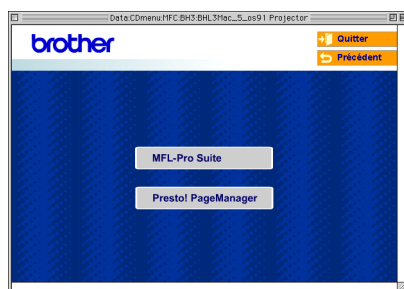 Data:CDmenu:MFC:BH3:BHL3Mac_5_os91 Projector
brother
Quitter
Précédent
MFL-Pro Suite
Presto! PageManager